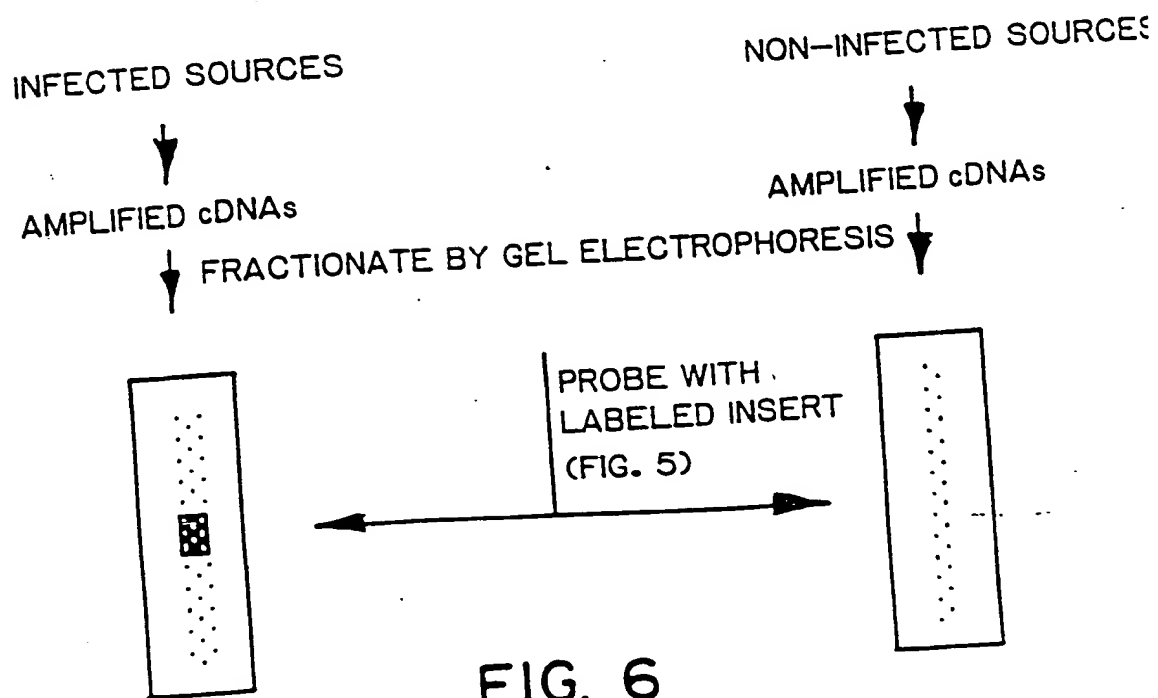 INFECTED SOURCES
NON-INFECTED SOURCES
AMPLIFIED cDNAs
AMPLIFIED cDNAs
FRACTIONATE BY GEL ELECTROPHORESIS
PROBE WITH
LABELED INSERT
(FIG. 5)
FIG. 6